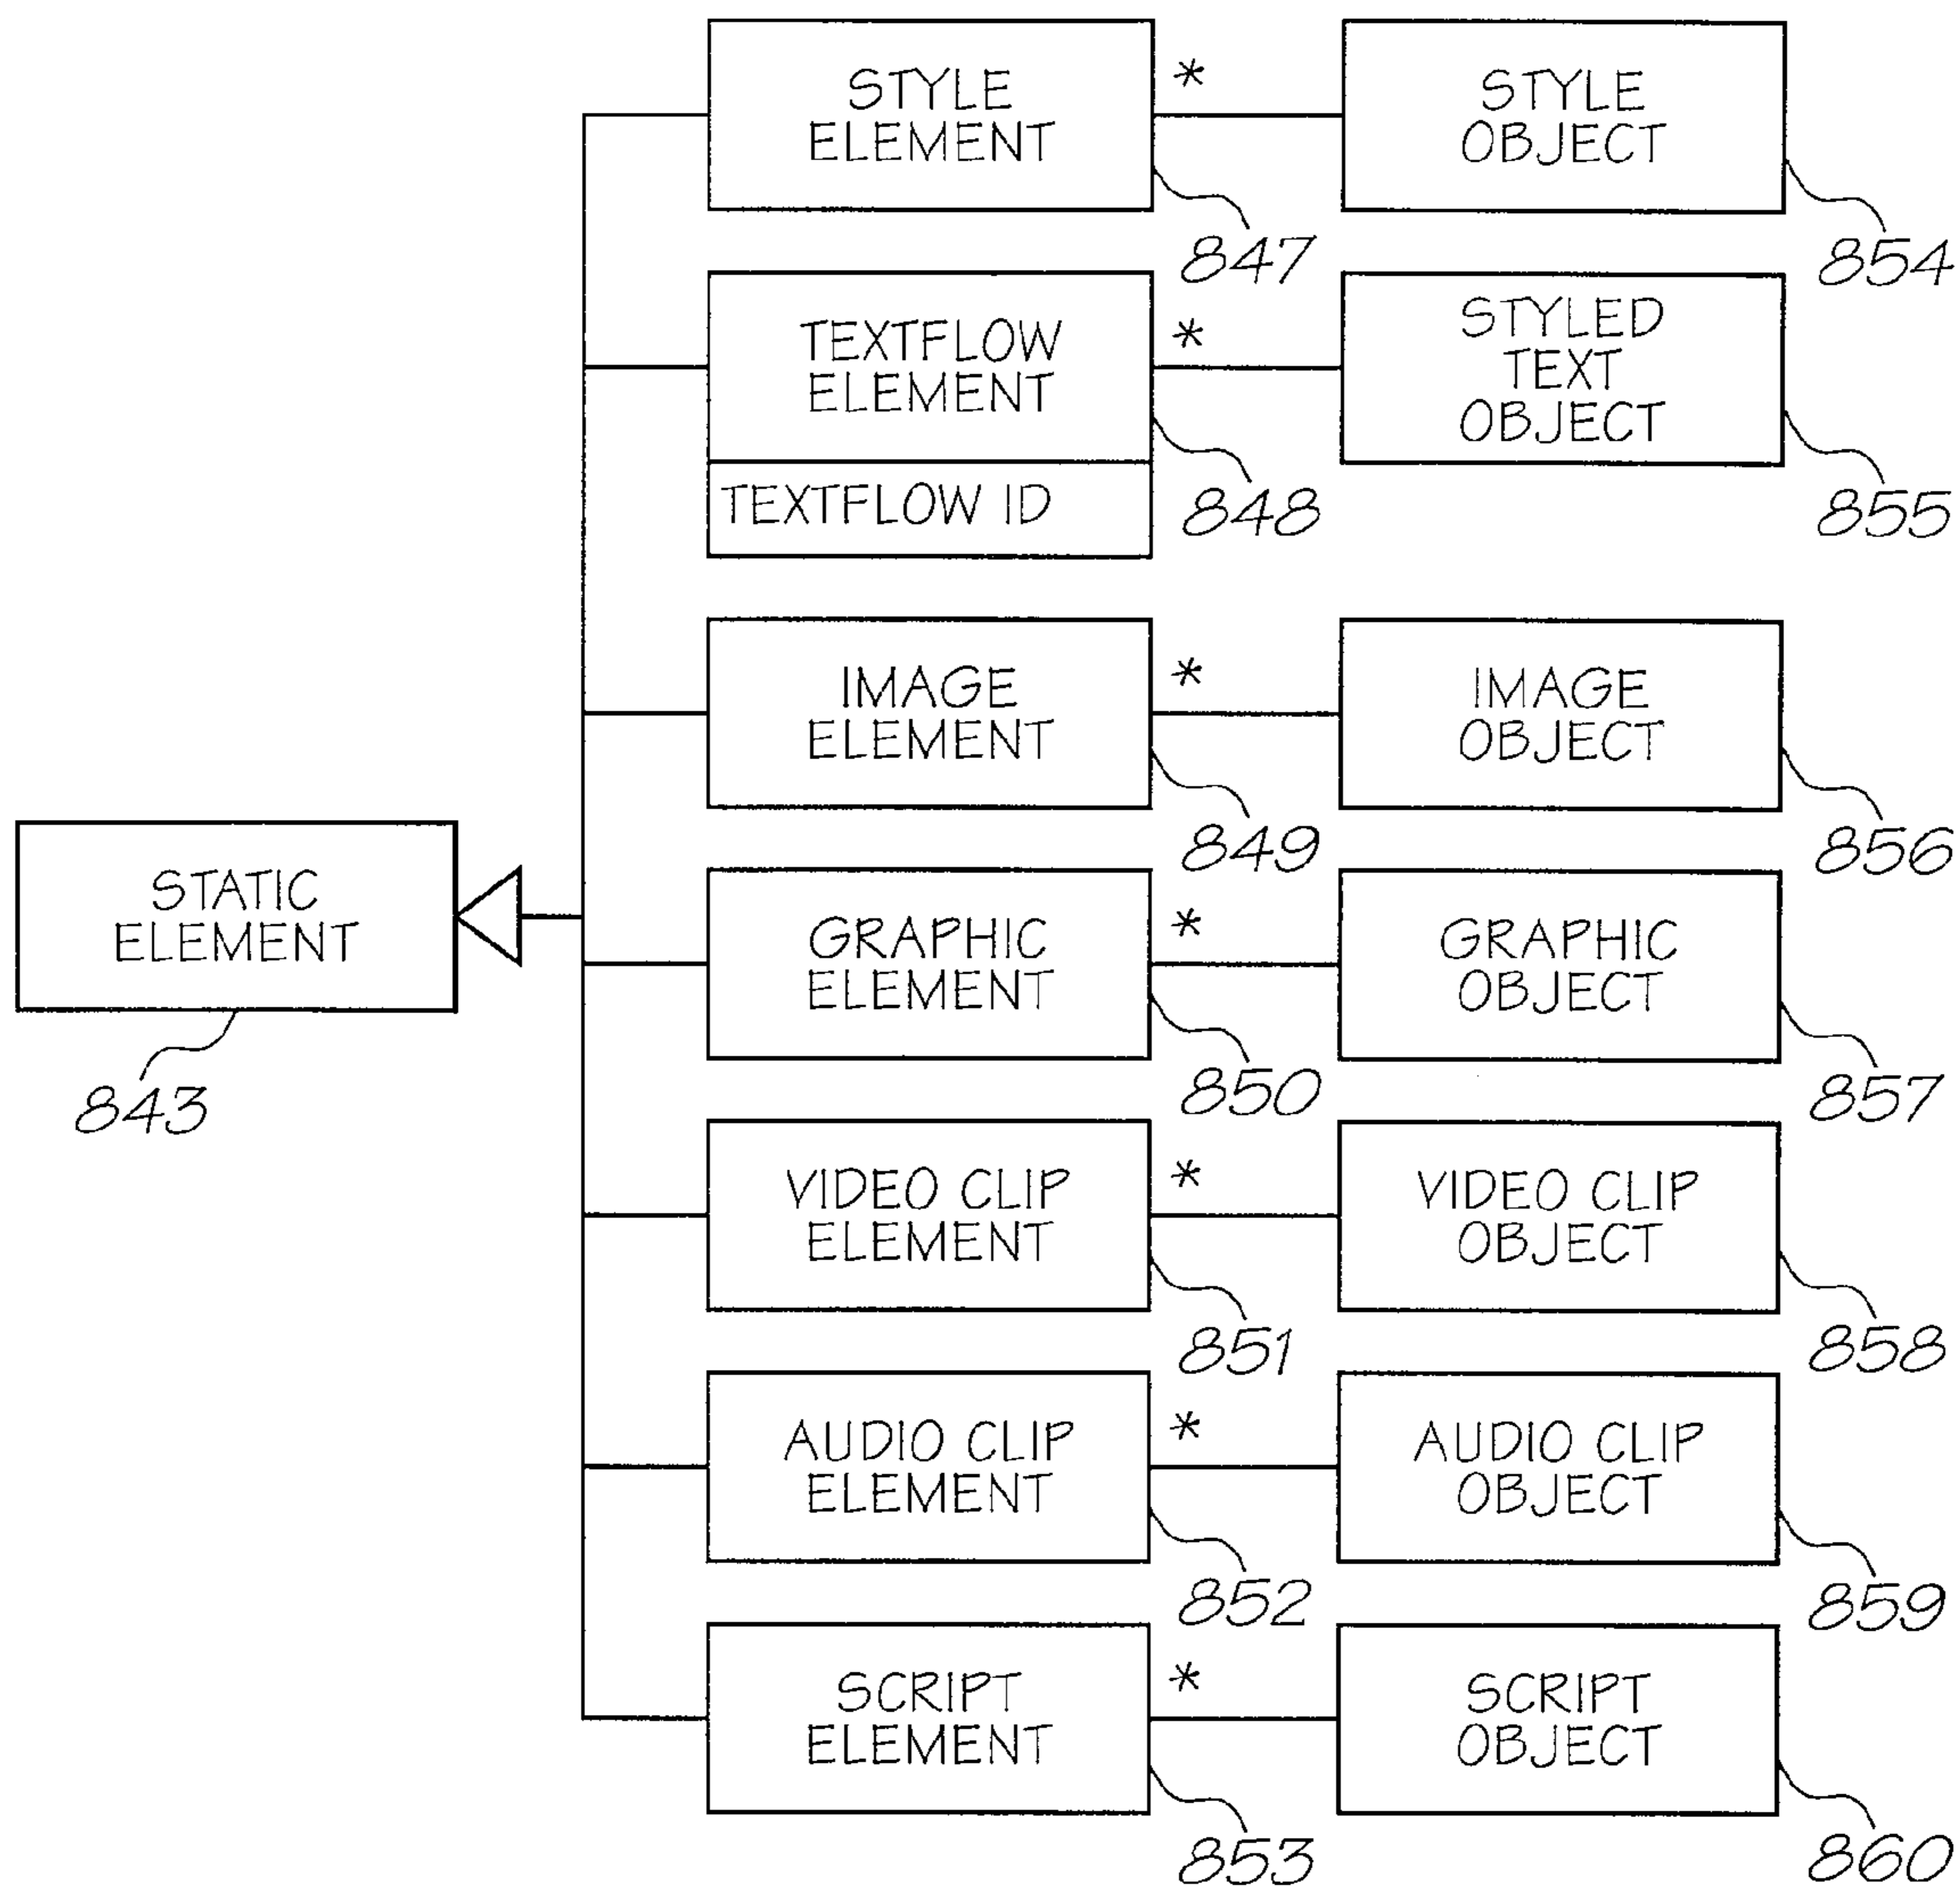 STYLE
ELEMENT
*
STYLE
OBJECT
847
854
TEXTFLOW
ELEMENT
TEXTFLOW ID
*
STYLED
TEXT
OBJECT
848
855
IMAGE
ELEMENT
*
IMAGE
OBJECT
849
856
STATIC
ELEMENT
843
GRAPHIC
ELEMENT
*
GRAPHIC
OBJECT
850
857
VIDEO CLIP
ELEMENT
*
VIDEO CLIP
OBJECT
851
858
AUDIO CLIP
ELEMENT
*
AUDIO CLIP
OBJECT
852
859
SCRIPT
ELEMENT
*
SCRIPT
OBJECT
853
860